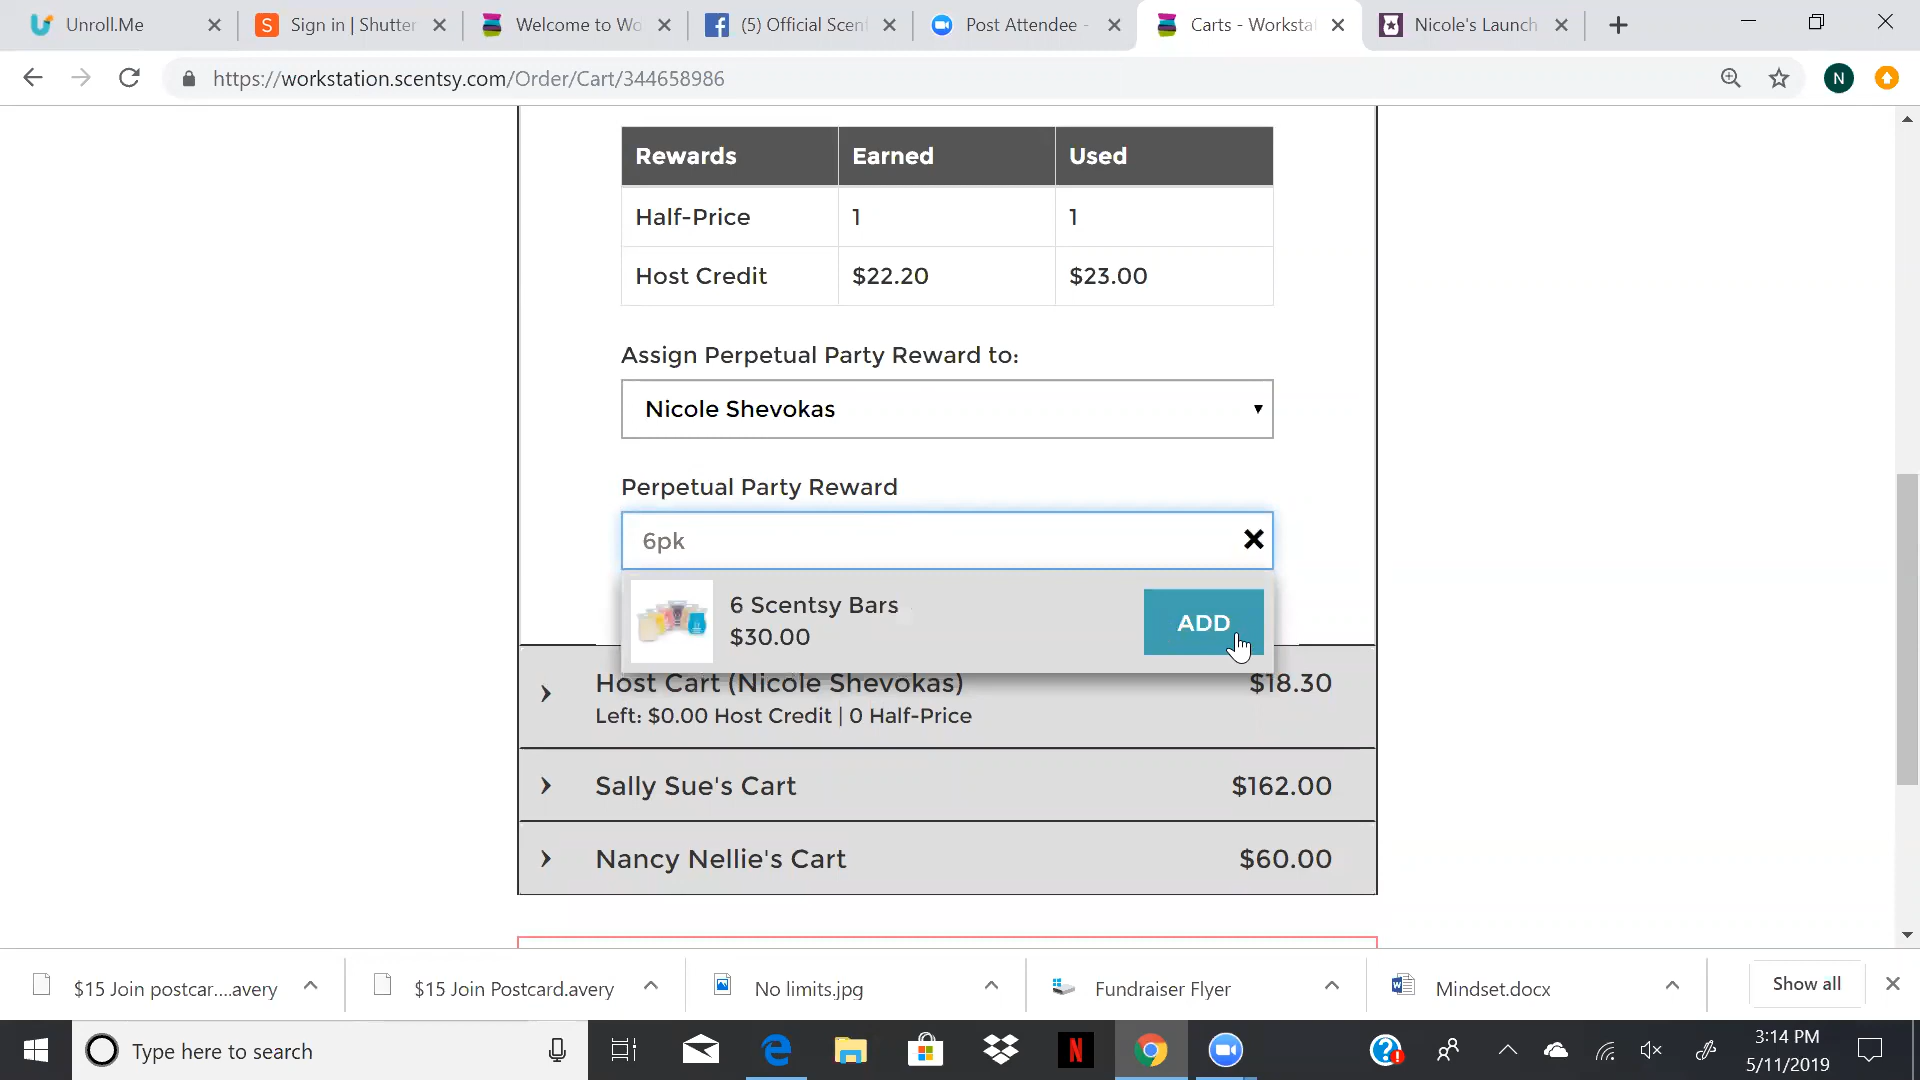 Unroll.Me
Sign in | Shutter
Welcome to Wo
(5) Official Scent
Post Attendee -
Carts - Workstat
Nicole's Launch
https://workstation.scentsy.com/Order/Cart/344658986
N
Rewards Earned Used
Half-Price 1 1
Host Credit $22.20 $23.00
Assign Perpetual Party Reward to:
Nicole Shevokas
Perpetual Party Reward
6pk
6 Scentsy Bars
$30.00
ADD
Host Cart (Nicole Shevokas) $18.30
Left: $0.00 Host Credit | 0 Half-Price
Sally Sue's Cart $162.00
Nancy Nellie's Cart $60.00
$15 Join postcar....avery
$15 Join Postcard.avery
No limits.jpg
Fundraiser Flyer
Mindset.docx
Show all
Type here to search
3:14 PM
5/11/2019